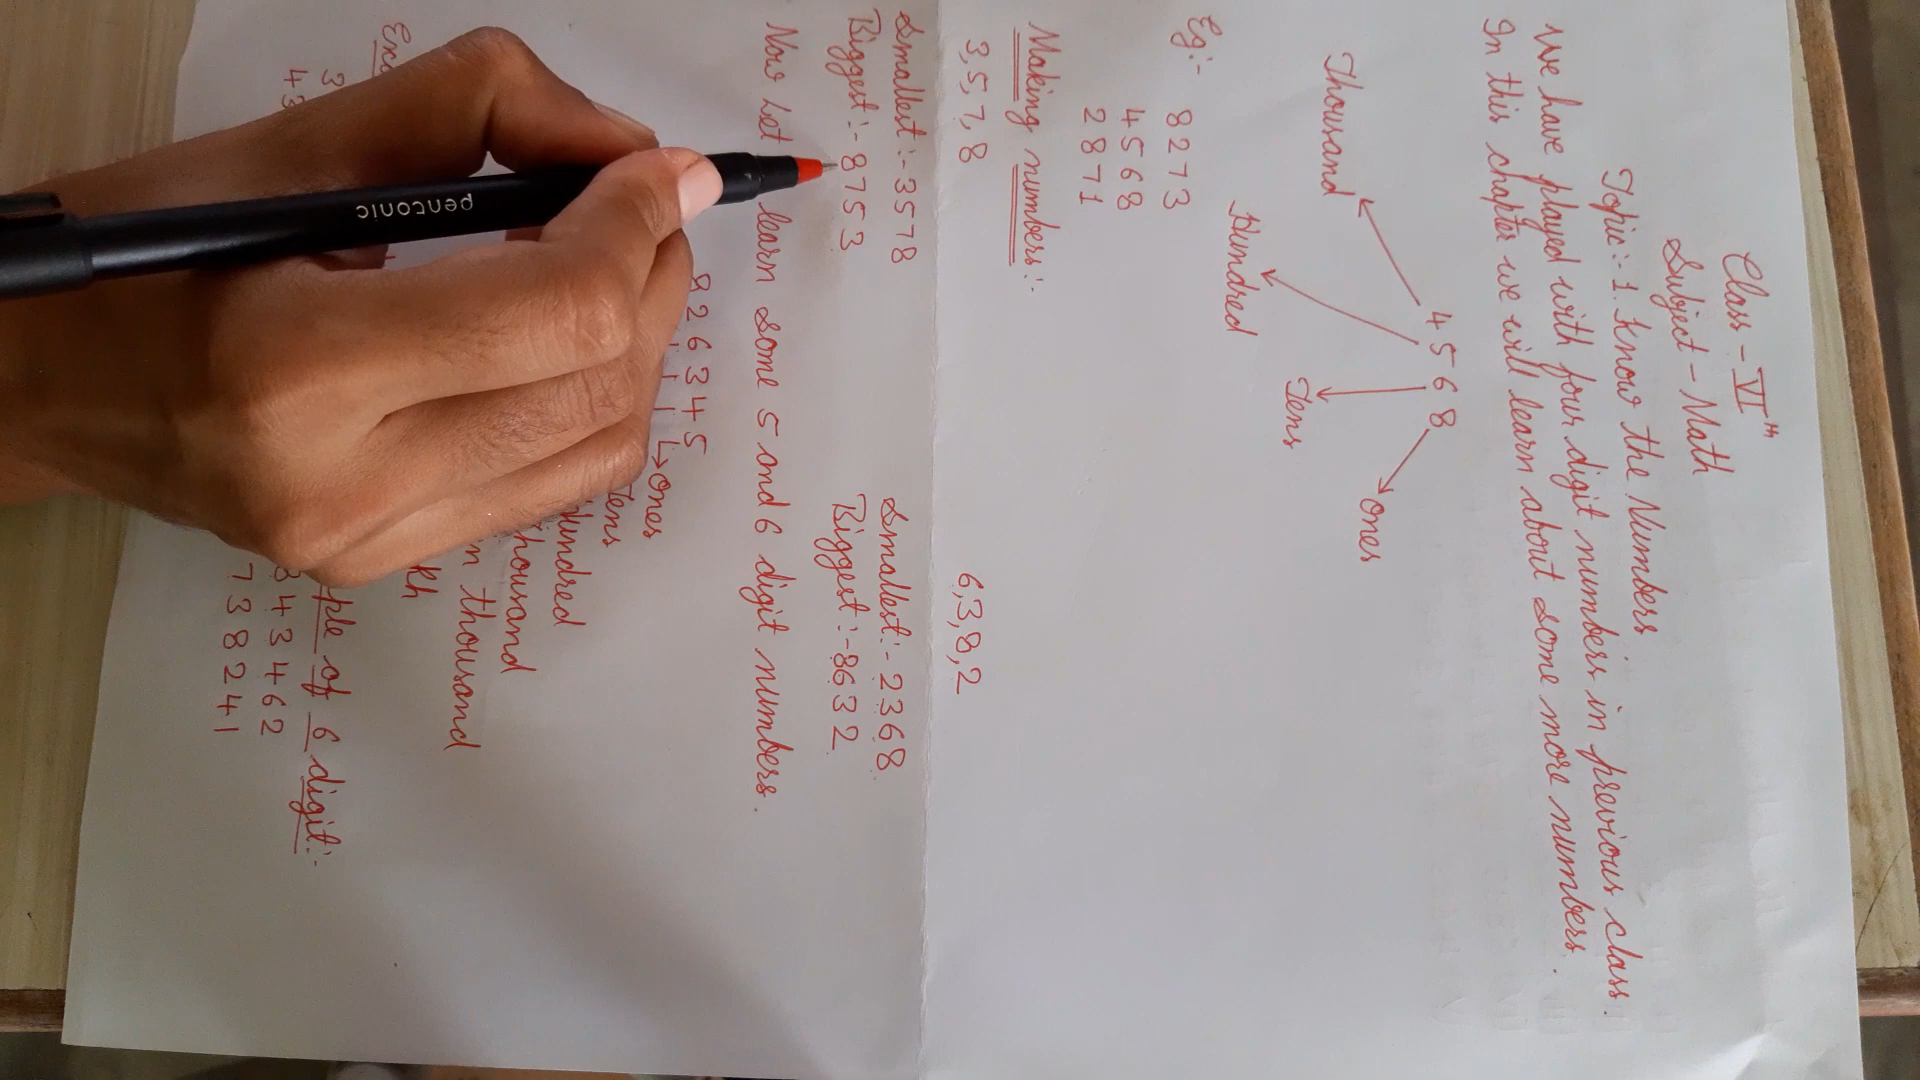 Class - VIth
Subject - Math
Topic :- 1. Know the Numbers
We have played with four digit numbers in previous class.
In this chapter we will learn about some more numbers.
4 5 6 8
Thousand
Hundred
Tens
ones
Eg:- 8 2 7 3
4 5 6 8
2 8 7 1
Making numbers:-
3,5,7,8 6,3,8,2
Smallest :- 3578 Smallest :- 2368
Biggest :- 8753 Biggest :- 8632
Now let learn some 5 and 6 digit numbers.
8 2 6 3 4 5
ones
Tens
thousand
of 6 digit:-
3 4 3 4 6 2
7 3 8 2 4 1
pentonic